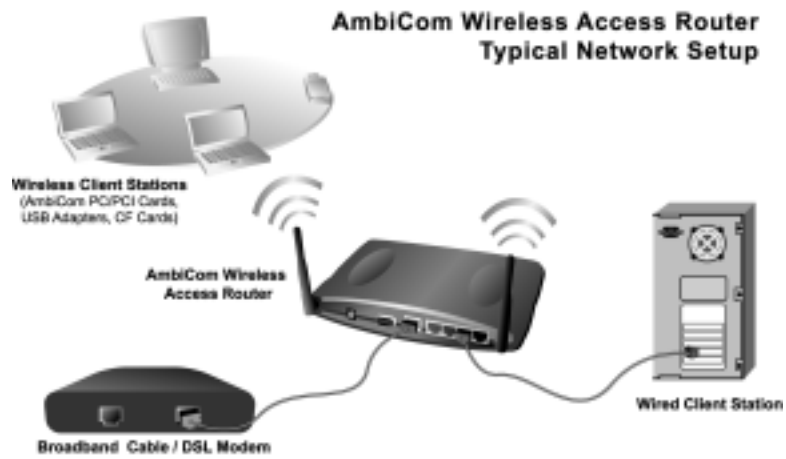 AmbiCom Wireless Access Router
Typical Network Setup
Wireless Client Stations
(AmbiCom PC/PCI Cards,
USB Adapters, CF Cards)
AmbiCom Wireless
Access Router
Wired Client Station
Broadband Cable / DSL Modem